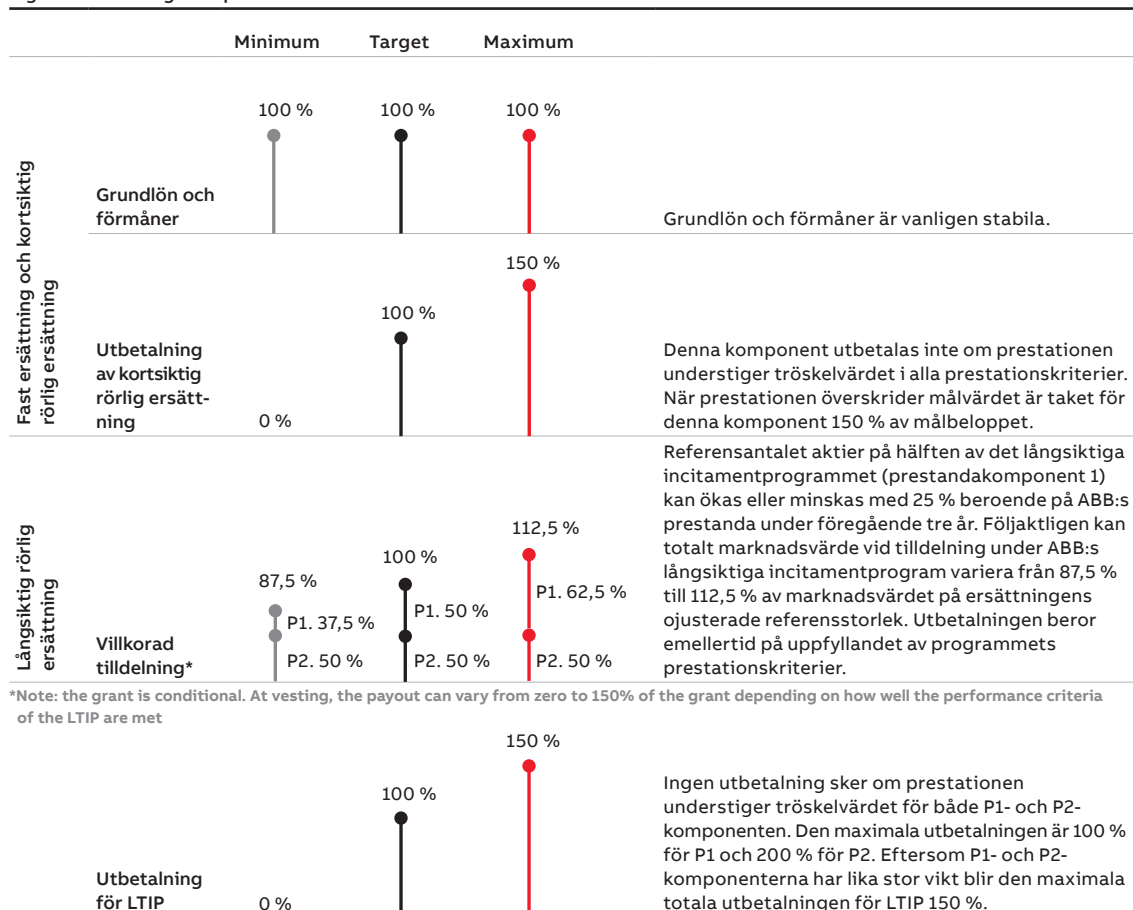 Minimum Target Maximum
Fast ersättning och kortsiktig
rörlig ersättning
100 % 100 % 100 %
Grundlön och
förmåner
Grundlön och förmåner är vanligen stabila.
150 %
100 %
0 %
Utbetalning
av kortsiktig
rörlig ersätt-
ning
Denna komponent utbetalas inte om prestationen
understiger tröskelvärdet i alla prestationskriterier.
När prestationen överskrider målvärdet är taket för
denna komponent 150 % av målbeloppet.
Långsiktig rörlig
ersättning
Villkorad
tilldelning*
87,5 %
P1. 37,5 %
P2. 50 %
100 %
P1. 50 %
P2. 50 %
112,5 %
P1. 62,5 %
P2. 50 %
Referensantalet aktier på hälften av det långsiktiga
incitamentprogrammet (prestandakomponent 1)
kan ökas eller minskas med 25 % beroende på ABB:s
prestanda under föregående tre år. Följaktligen kan
totalt marknadsvärde vid tilldelning under ABB:s
långsiktiga incitamentprogram variera från 87,5 %
till 112,5 % av marknadsvärdet på ersättningens
ojusterade referensstorlek. Utbetalningen beror
emellertid på uppfyllandet av programmets
prestationskriterier.
*Note: the grant is conditional. At vesting, the payout can vary from zero to 150% of the grant depending on how well the performance criteria
of the LTIP are met
150 %
100 %
0 %
Utbetalning
för LTIP
Ingen utbetalning sker om prestationen
understiger tröskelvärdet för både P1- och P2-
komponenten. Den maximala utbetalningen är 100 %
för P1 och 200 % för P2. Eftersom P1- och P2-
komponenterna har lika stor vikt blir den maximala
totala utbetalningen för LTIP 150 %.